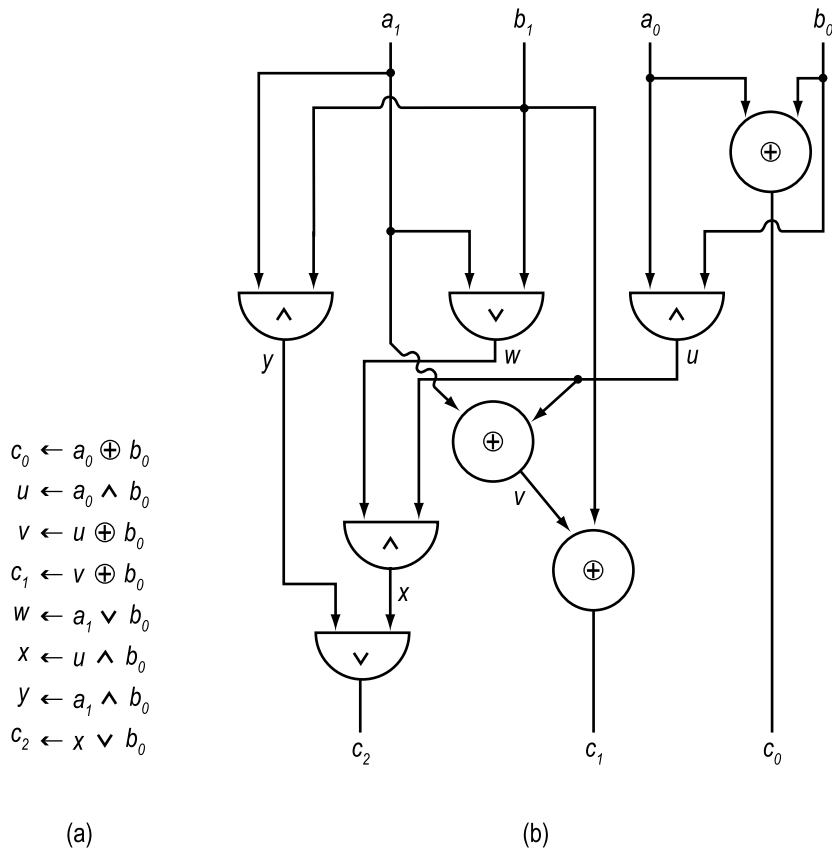 a₁ b₁ a₀ b₀
⊕
∧ ∨ ∧
y w u
⊕
v
c₀ ← a₀ ⊕ b₀
u ← a₀ ∧ b₀
v ← u ⊕ b₀
c₁ ← v ⊕ b₀
w ← a₁ ∨ b₀
x ← u ∧ b₀
y ← a₁ ∧ b₀
c₂ ← x ∨ b₀
∧ ⊕
x
∨
c₂ c₁ c₀
(a) (b)